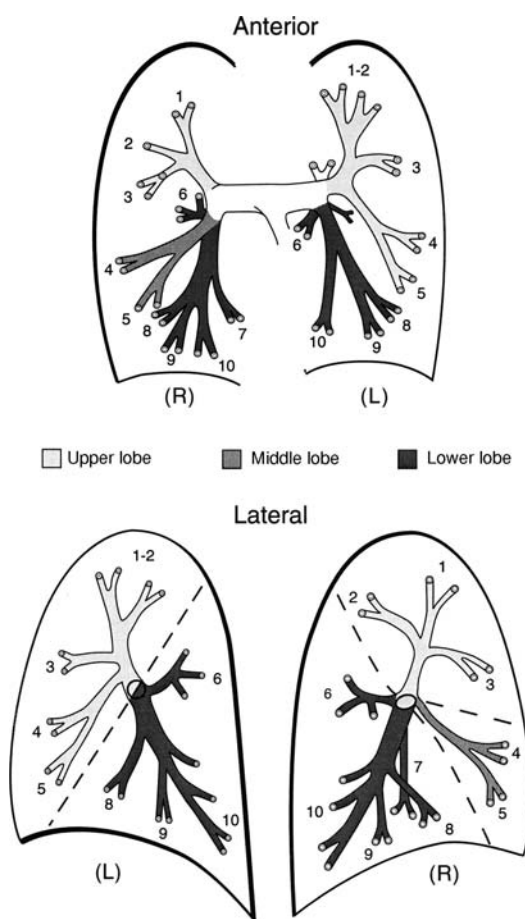 Anterior
1 1-2
2 3
3 6
6 4
4 5
5 8 7 10 8
9 10 9
(R) (L)
Upper lobe Middle lobe Lower lobe
Lateral
1-2 1
2
3 6 3
6
4 4
7
5 8 10 5
9 10 8
9
(L) (R)